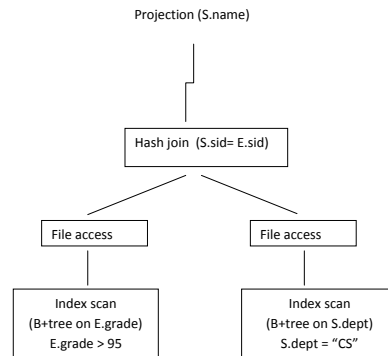 Projection (S.name)
Hash join (S.sid= E.sid)
File access
File access
Index scan
(B+tree on E.grade)
E.grade > 95
Index scan
(B+tree on S.dept)
S.dept = “CS”